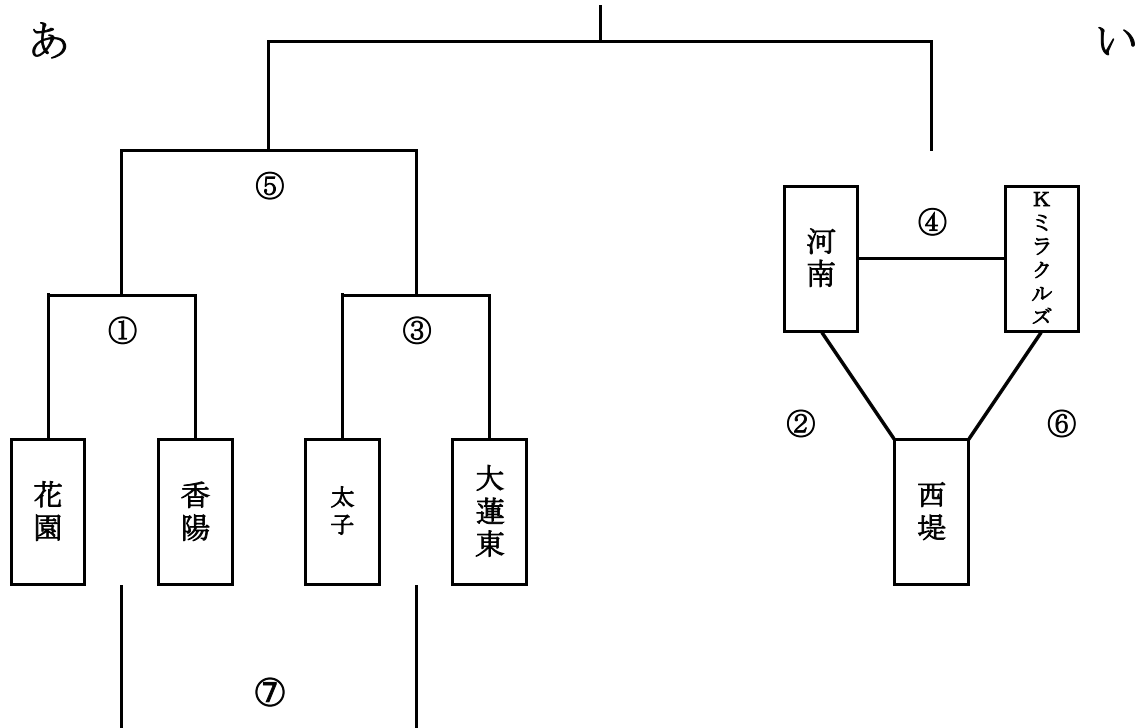 あ
い
⑤
河南
④
Kミラクルズ
①
③
②
⑥
花園
香陽
太子
大蓮東
西堤
⑦